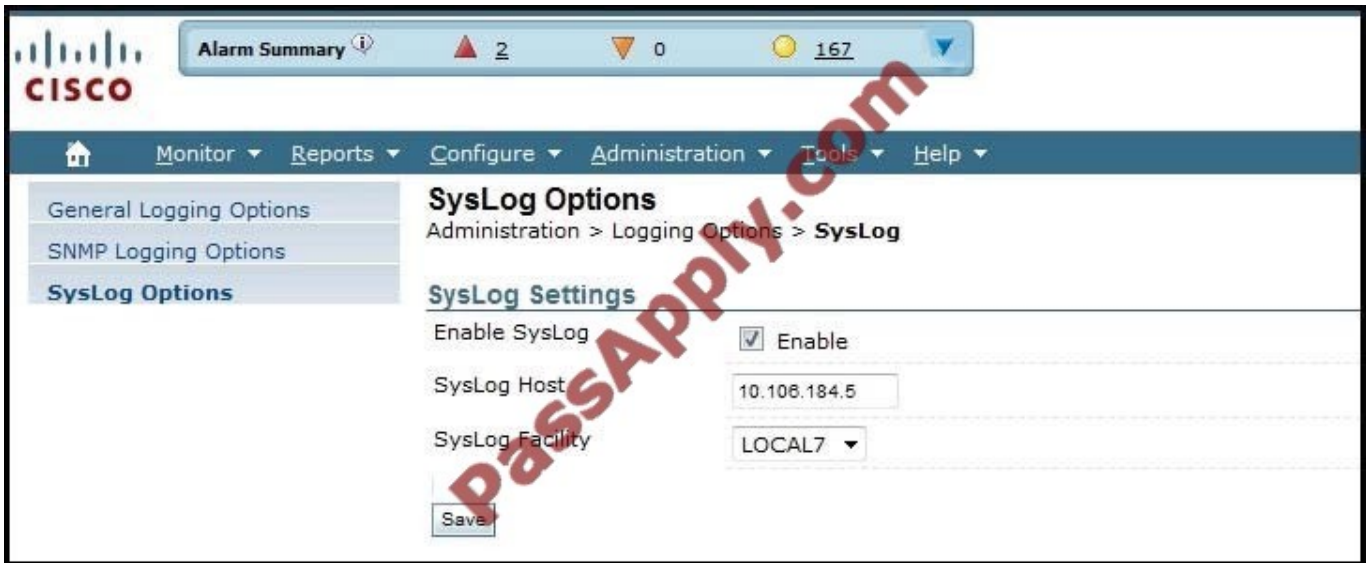 Alarm Summary 2 0 167
CISCO
Monitor Reports Configure Administration Tools Help
General Logging Options
SNMP Logging Options
SysLog Options
SysLog Options
Administration > Logging Options > SysLog
SysLog Settings
Enable SysLog Enable
SysLog Host 10.106.184.5
SysLog Facility LOCAL7
Save
PassApply.com